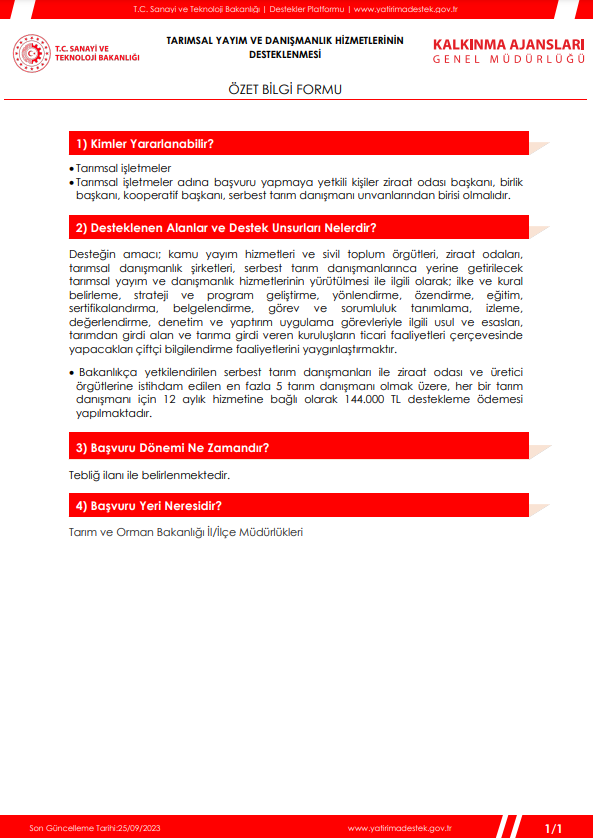 T.C. Sanayi ve Teknoloji Bakanlığı | Destekler Platformu | www.yatirimadestek.gov.tr
T.C. SANAYİ VE
TEKNOLOJİ BAKANLIĞI
TARIMSAL YAYIM VE DANIŞMANLIK HİZMETLERİNİN
DESTEKLENMESİ
KALKINMA AJANSLARI
GENEL MÜDÜRLÜĞÜ
ÖZET BİLGİ FORMU
1) Kimler Yararlanabilir?
• Tarımsal işletmeler
• Tarımsal işletmeler adına başvuru yapmaya yetkili kişiler ziraat odası başkanı, birlik
başkanı, kooperatif başkanı, serbest tarım danışmanı unvanlarından birisi olmalıdır.
2) Desteklenen Alanlar ve Destek Unsurları Nelerdir?
Desteğin amacı; kamu yayım hizmetleri ve sivil toplum örgütleri, ziraat odaları,
tarımsal danışmanlık şirketleri, serbest tarım danışmanlarınca yerine getirilecek
tarımsal yayım ve danışmanlık hizmetlerinin yürütülmesi ile ilgili olarak; ilke ve kural
belirleme, strateji ve program geliştirme, yönlendirme, özendirme, eğitim,
sertifikalandırma, belgelendirme, görev ve sorumluluk tanımlama, izleme,
değerlendirme, denetim ve yaptırım uygulama görevleriyle ilgili usul ve esasları,
tarımdan girdi alan ve tarıma girdi veren kuruluşların ticari faaliyetleri çerçevesinde
yapacakları çiftçi bilgilendirme faaliyetlerini yaygınlaştırmaktır.
• Bakanlıkça yetkilendirilen serbest tarım danışmanları ile ziraat odası ve üretici
örgütlerine istihdam edilen en fazla 5 tarım danışmanı olmak üzere, her bir tarım
danışmanı için 12 aylık hizmetine bağlı olarak 144.000 TL destekleme ödemesi
yapılmaktadır.
3) Başvuru Dönemi Ne Zamandır?
Tebliğ ilanı ile belirlenmektedir.
4) Başvuru Yeri Neresidir?
Tarım ve Orman Bakanlığı İl/İlçe Müdürlükleri
Son Güncelleme Tarihi:25/09/2023
www.yatirimadestek.gov.tr
1/1